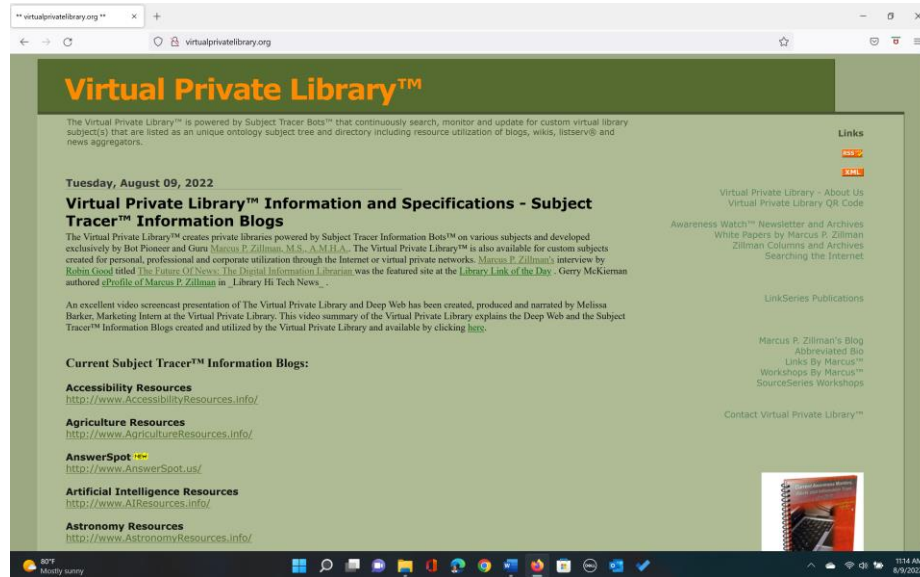 ** virtualprivatelibrary.org **
virtualprivatelibrary.org
Virtual Private Library™
The Virtual Private Library™ is powered by Subject Tracer Bots™ that continuously search, monitor and update for custom virtual library
subject(s) that are listed as an unique ontology subject tree and directory including resource utilization of blogs, wikis, listserv® and
news aggregators.
Tuesday, August 09, 2022
Virtual Private Library™ Information and Specifications - Subject
Tracer™ Information Blogs
The Virtual Private Library™ creates private libraries powered by Subject Tracer Information Bots™ on various subjects and developed
exclusively by Bot Pioneer and Guru Marcus P. Zillman, M.S., A.M.H.A.. The Virtual Private Library™ is also available for custom subjects
created for personal, professional and corporate utilization through the Internet or virtual private networks. Marcus P. Zillman's interview by
Robin Good titled The Future Of News: The Digital Information Librarian was the featured site at the Library Link of the Day . Gerry McKiernan
authored eProfile of Marcus P. Zillman in _Library Hi Tech News_ .
An excellent video screencast presentation of The Virtual Private Library and Deep Web has been created, produced and narrated by Melissa
Barker, Marketing Intern at the Virtual Private Library. This video summary of the Virtual Private Library explains the Deep Web and the Subject
Tracer™ Information Blogs created and utilized by the Virtual Private Library and available by clicking here.
Current Subject Tracer™ Information Blogs:
Accessibility Resources
http://www.AccessibilityResources.info/
Agriculture Resources
http://www.AgricultureResources.info/
AnswerSpot NEW
http://www.AnswerSpot.us/
Artificial Intelligence Resources
http://www.AIResources.info/
Astronomy Resources
http://www.AstronomyResources.info/
Links
RSS
XML
Virtual Private Library - About Us
Virtual Private Library QR Code
Awareness Watch™ Newsletter and Archives
White Papers by Marcus P. Zillman
Zillman Columns and Archives
Searching the Internet
LinkSeries Publications
Marcus P. Zillman's Blog
Abbreviated Bio
Links By Marcus™
Workshops By Marcus™
SourceSeries Workshops
Contact Virtual Private Library™
80°F
Mostly sunny
11:14 AM